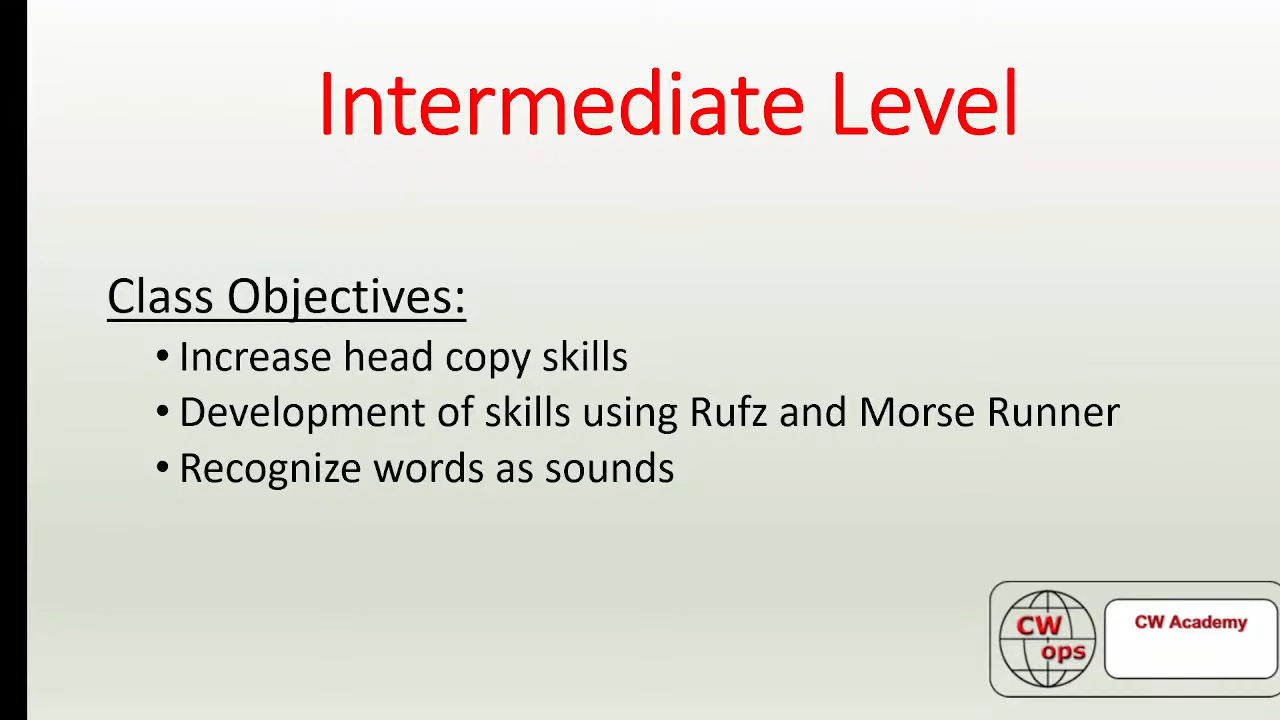 Intermediate Level
Class Objectives:
• Increase head copy skills
• Development of skills using Rufz and Morse Runner
• Recognize words as sounds
CW
ops
CW Academy